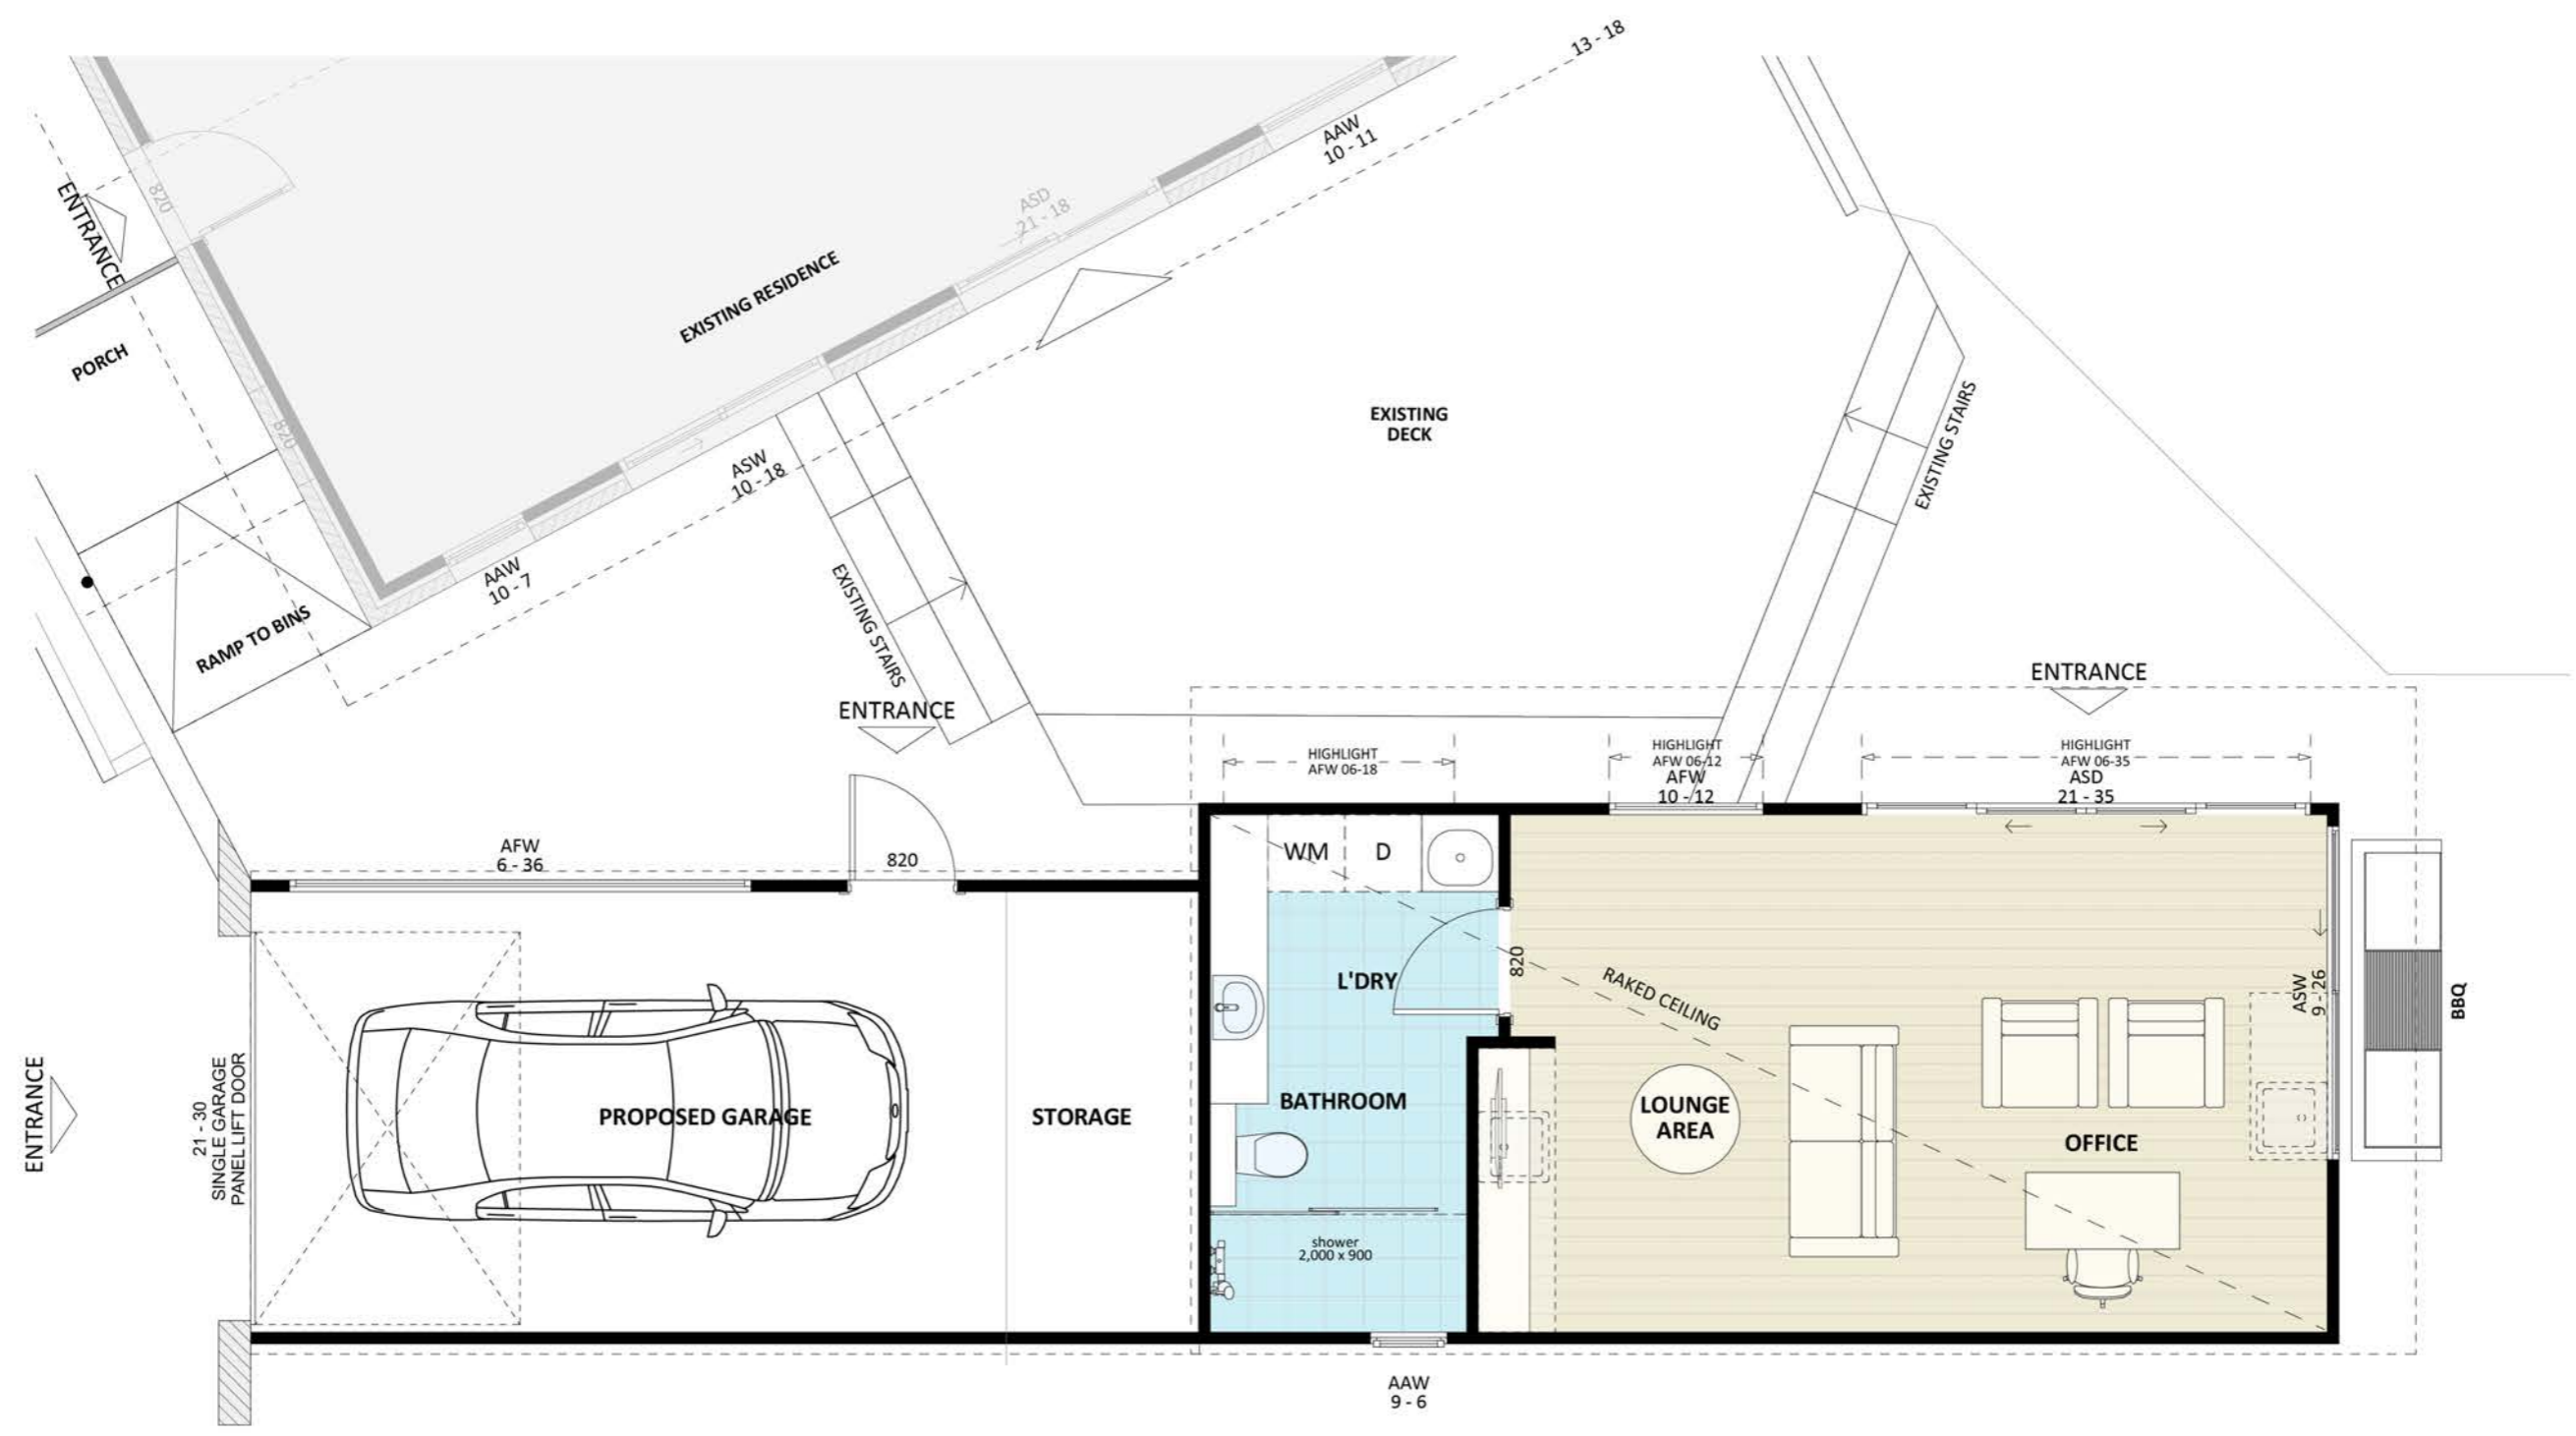 13 - 18
AAW
10 - 11
ENTRANCE
820
ASD
21 - 18
EXISTING RESIDENCE
PORCH
820
EXISTING
DECK
EXISTING STAIRS
ASW
10 - 18
AAW
10 - 7
EXISTING STAIRS
RAMP TO BINS
ENTRANCE
ENTRANCE
HIGHLIGHT
AFW 06-18
HIGHLIGHT
AFW 06-12
AFW
10 - 12
HIGHLIGHT
AFW 06-35
ASD
21 - 35
AFW
6 - 36
820
WM
D
L'DRY
820
RAKED CEILING
ASW
9 - 26
BBQ
ENTRANCE
21 - 30
SINGLE GARAGE
PANEL LIFT DOOR
PROPOSED GARAGE
STORAGE
BATHROOM
LOUNGE
AREA
OFFICE
shower
2,000 x 900
AAW
9 - 6